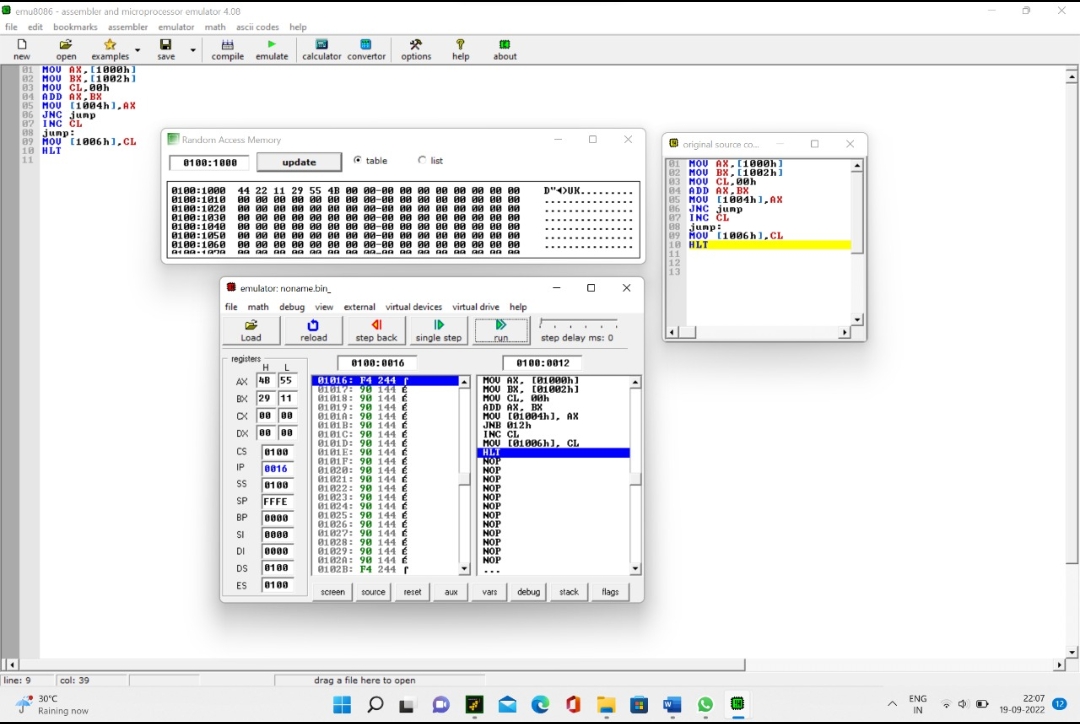 emu8086 - assembler and microprocessor emulator 4.08
file edit bookmarks assembler emulator math ascii codes help
new open examples save compile emulate calculator convertor options help about
01 MOV AX,[1000h]
02 MOV BX,[1002h]
03 MOV CL,00h
04 ADD AX,BX
05 MOV [1004h],AX
06 JNC jump
07 INC CL
08 jump:
09 MOV [1006h],CL
10 HLT
11
Random Access Memory
0100:1000 update table list
0100:1000 44 22 11 29 55 4B 00 00-00 00 00 00 00 00 00 00 D"◄)UK.........
0100:1010 00 00 00 00 00 00 00 00-00 00 00 00 00 00 00 00 ................
0100:1020 00 00 00 00 00 00 00 00-00 00 00 00 00 00 00 00 ................
0100:1030 00 00 00 00 00 00 00 00-00 00 00 00 00 00 00 00 ................
0100:1040 00 00 00 00 00 00 00 00-00 00 00 00 00 00 00 00 ................
0100:1050 00 00 00 00 00 00 00 00-00 00 00 00 00 00 00 00 ................
0100:1060 00 00 00 00 00 00 00 00-00 00 00 00 00 00 00 00 ................
original source co...
01 MOV AX,[1000h]
02 MOV BX,[1002h]
03 MOV CL,00h
04 ADD AX,BX
05 MOV [1004h],AX
06 JNC jump
07 INC CL
08 jump:
09 MOV [1006h],CL
10 HLT
11
12
13
emulator: noname.bin_
file math debug view external virtual devices virtual drive help
Load reload step back single step run step delay ms: 0
registers
H L
AX 4B 55
BX 29 11
CX 00 00
DX 00 00
CS 0100
IP 0016
SS 0100
SP FFFE
BP 0000
SI 0000
DI 0000
DS 0100
ES 0100
0100:0016
01016: F4 244 ⌠
01017: 90 144 É
01018: 90 144 É
01019: 90 144 É
0101A: 90 144 É
0101B: 90 144 É
0101C: 90 144 É
0101D: 90 144 É
0101E: 90 144 É
0101F: 90 144 É
01020: 90 144 É
01021: 90 144 É
01022: 90 144 É
01023: 90 144 É
01024: 90 144 É
01025: 90 144 É
01026: 90 144 É
01027: 90 144 É
01028: 90 144 É
01029: 90 144 É
0102A: 90 144 É
0102B: F4 244 ⌠
0100:0012
MOV AX, [01000h]
MOV BX, [01002h]
MOV CL, 00h
ADD AX, BX
MOV [01004h], AX
JNB 012h
INC CL
MOV [01006h], CL
HLT
NOP
NOP
NOP
NOP
NOP
NOP
NOP
NOP
NOP
NOP
NOP
NOP
...
screen source reset aux vars debug stack flags
line: 9 col: 39 drag a file here to open
30°C
Raining now
ENG
IN
22:07
19-09-2022
12